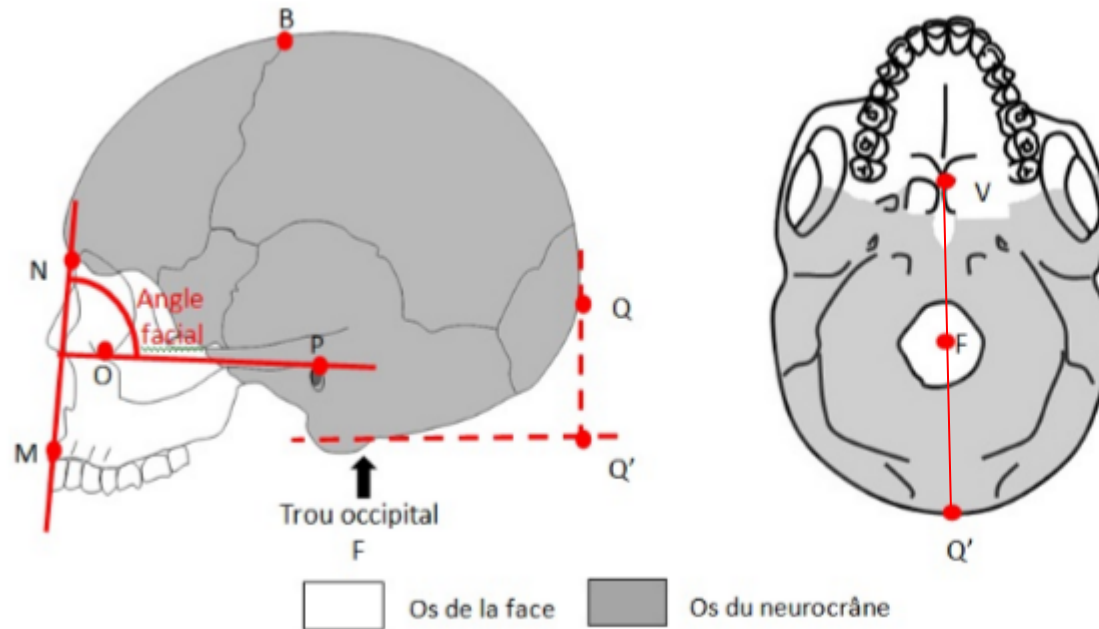 B
N
Angle
facial
P
Q
O
M
Q'
Trou occipital
F
V
F
Q'
Os de la face
Os du neurocrâne